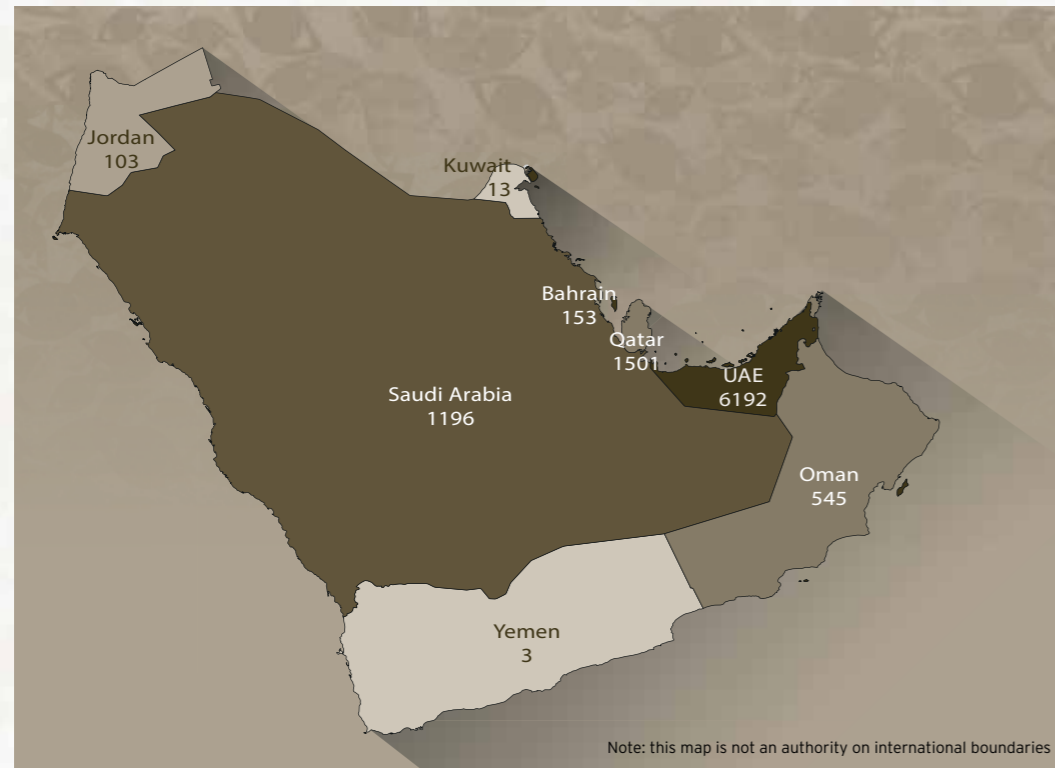 Jordan
103
Kuwait
13
Bahrain
153
Qatar
1501
UAE
6192
Saudi Arabia
1196
Oman
545
Yemen
3
Note: this map is not an authority on international boundaries